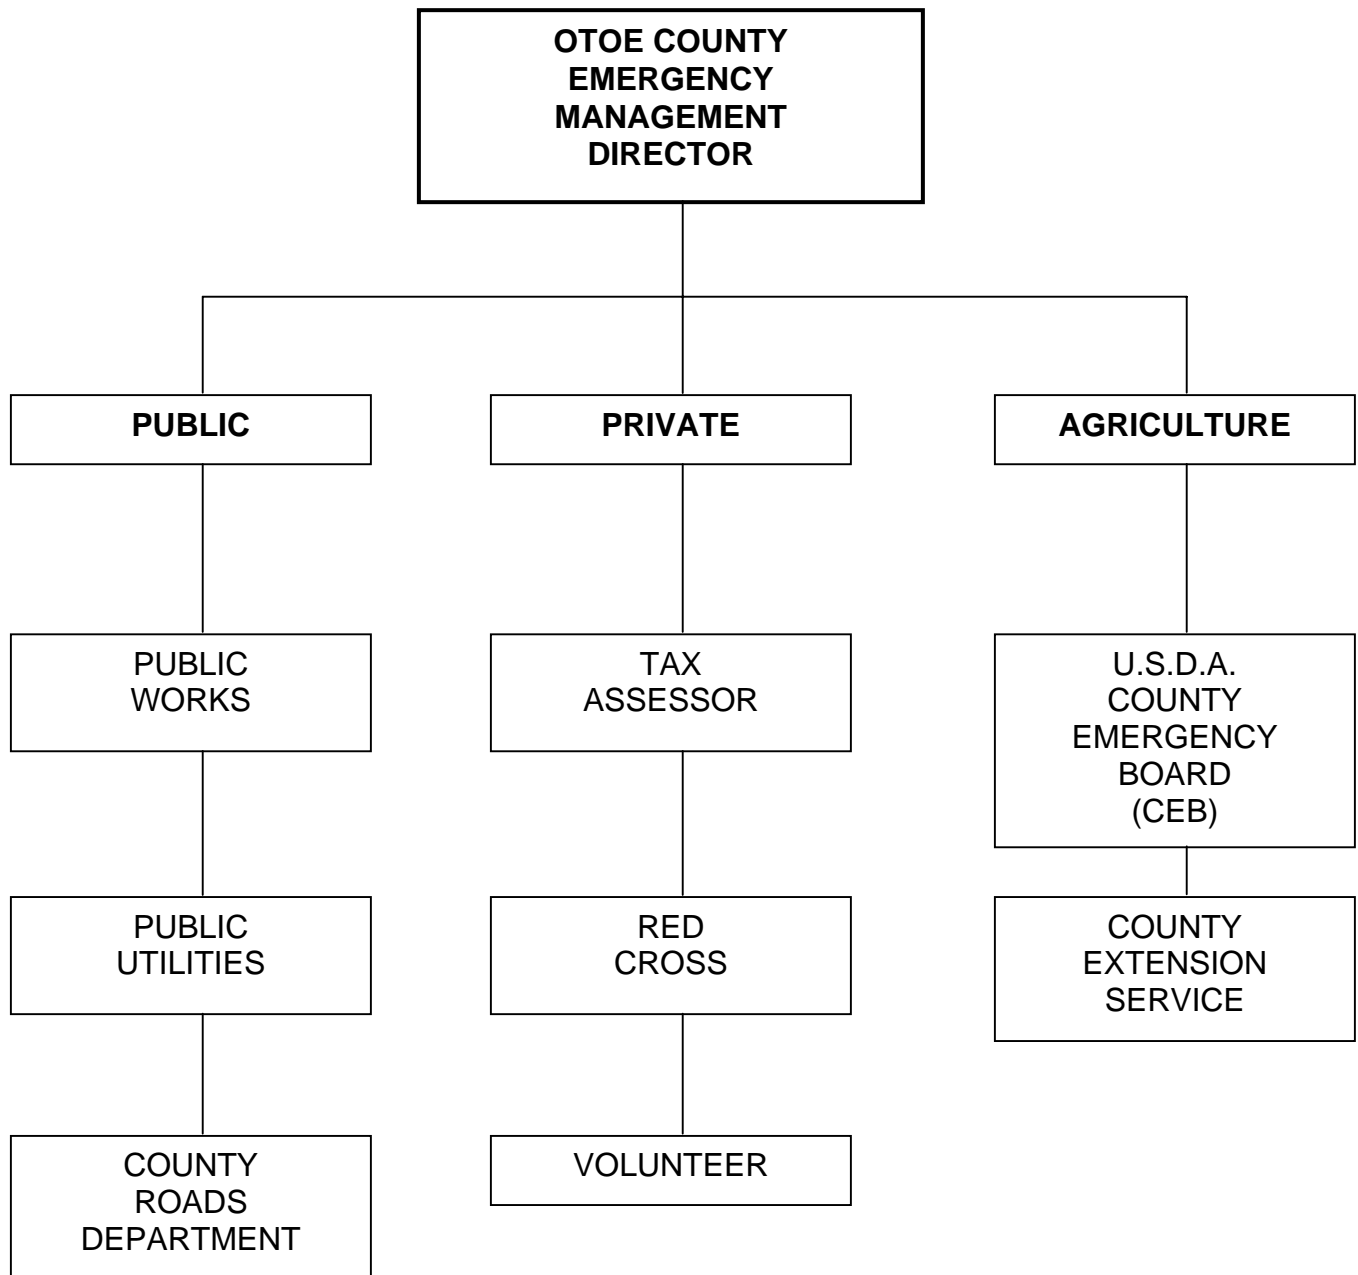 OTOE COUNTY
EMERGENCY
MANAGEMENT
DIRECTOR
PUBLIC
PRIVATE
AGRICULTURE
PUBLIC
WORKS
TAX
ASSESSOR
U.S.D.A.
COUNTY
EMERGENCY
BOARD
(CEB)
PUBLIC
UTILITIES
RED
CROSS
COUNTY
EXTENSION
SERVICE
COUNTY
ROADS
DEPARTMENT
VOLUNTEER